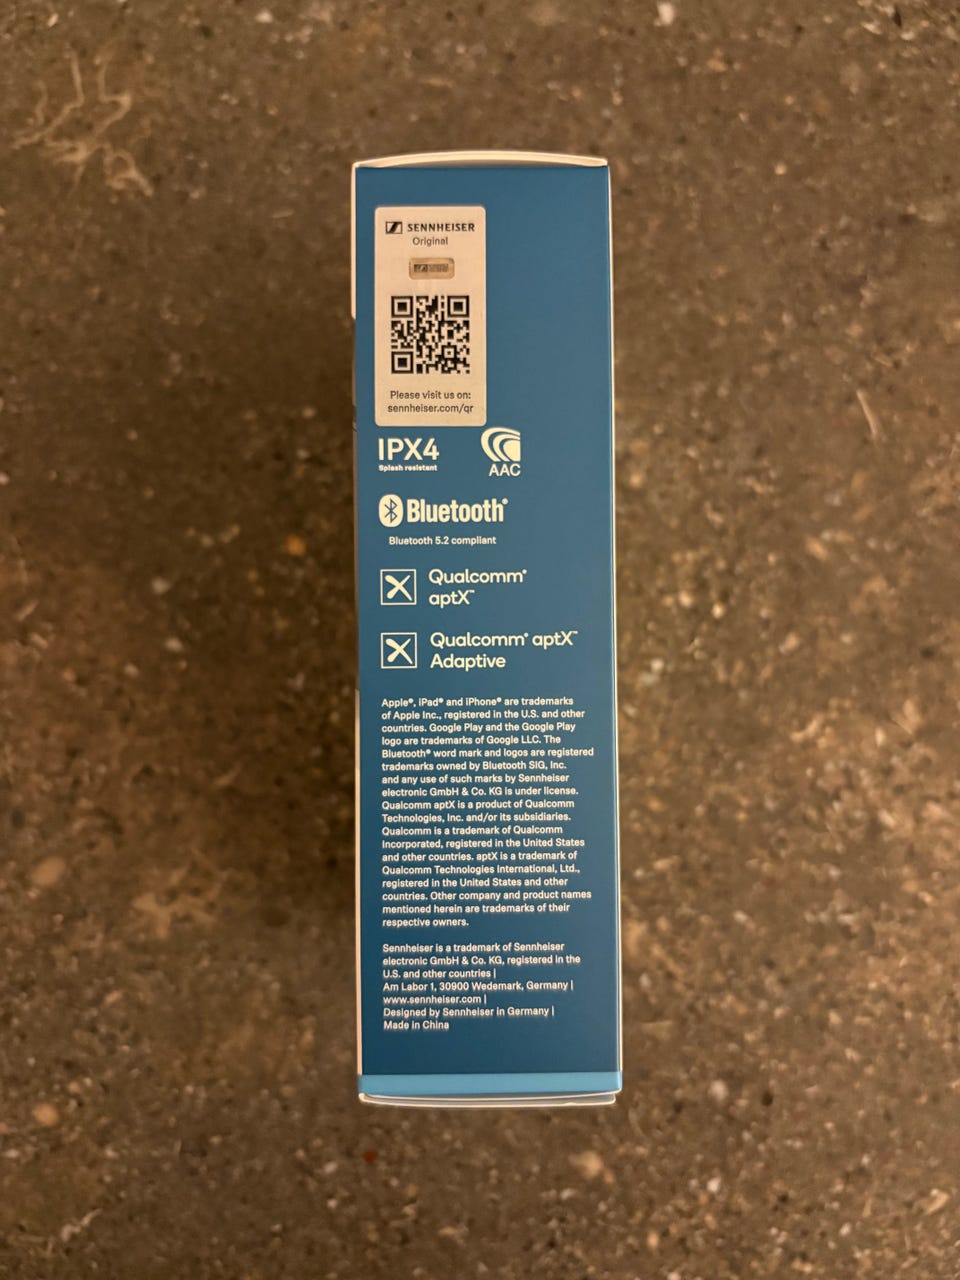 SENNHEISER
Original
Please visit us on:
sennheiser.com/qr
IPX4
Splash resistant
AAC
Bluetooth®
Bluetooth 5.2 compliant
Qualcomm®
aptX™
Qualcomm® aptX™
Adaptive
Apple®, iPad® and iPhone® are trademarks
of Apple Inc., registered in the U.S. and other
countries. Google Play and the Google Play
logo are trademarks of Google LLC. The
Bluetooth® word mark and logos are registered
trademarks owned by Bluetooth SIG, Inc.
and any use of such marks by Sennheiser
electronic GmbH & Co. KG is under license.
Qualcomm aptX is a product of Qualcomm
Technologies, Inc. and/or its subsidiaries.
Qualcomm is a trademark of Qualcomm
Incorporated, registered in the United States
and other countries. aptX is a trademark of
Qualcomm Technologies International, Ltd.,
registered in the United States and other
countries. Other company and product names
mentioned herein are trademarks of their
respective owners.
Sennheiser is a trademark of Sennheiser
electronic GmbH & Co. KG, registered in the
U.S. and other countries |
Am Labor 1, 30900 Wedemark, Germany |
www.sennheiser.com |
Designed by Sennheiser in Germany |
Made in China